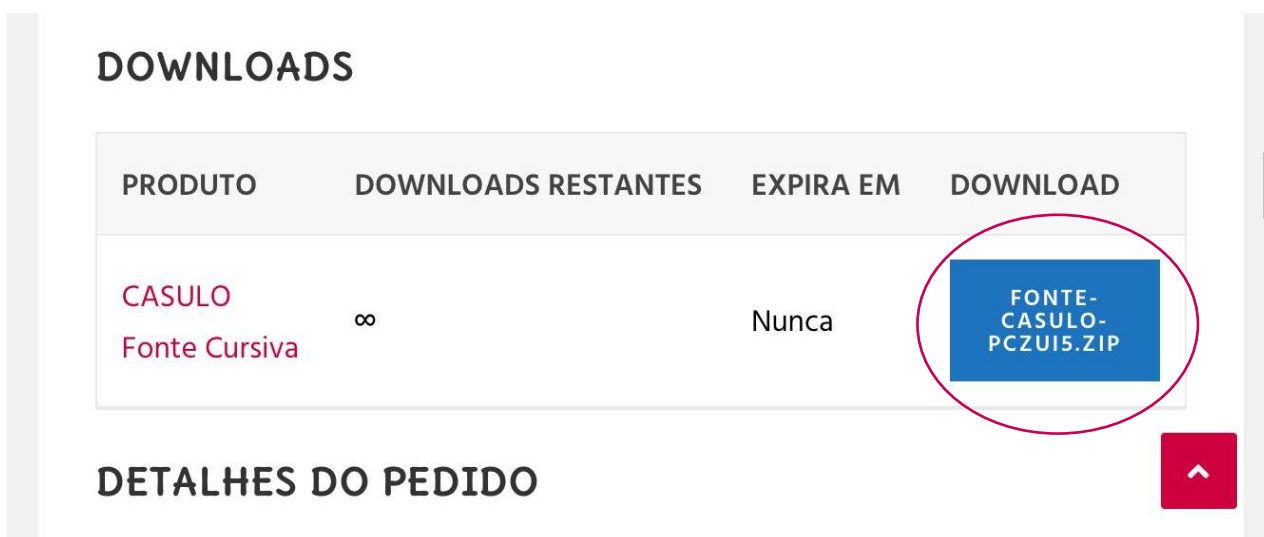 DOWNLOADS
PRODUTO DOWNLOADS RESTANTES EXPIRA EM DOWNLOAD
CASULO
Fonte Cursiva
∞
Nunca
FONTE-
CASULO-
PCZUI5.ZIP
DETALHES DO PEDIDO